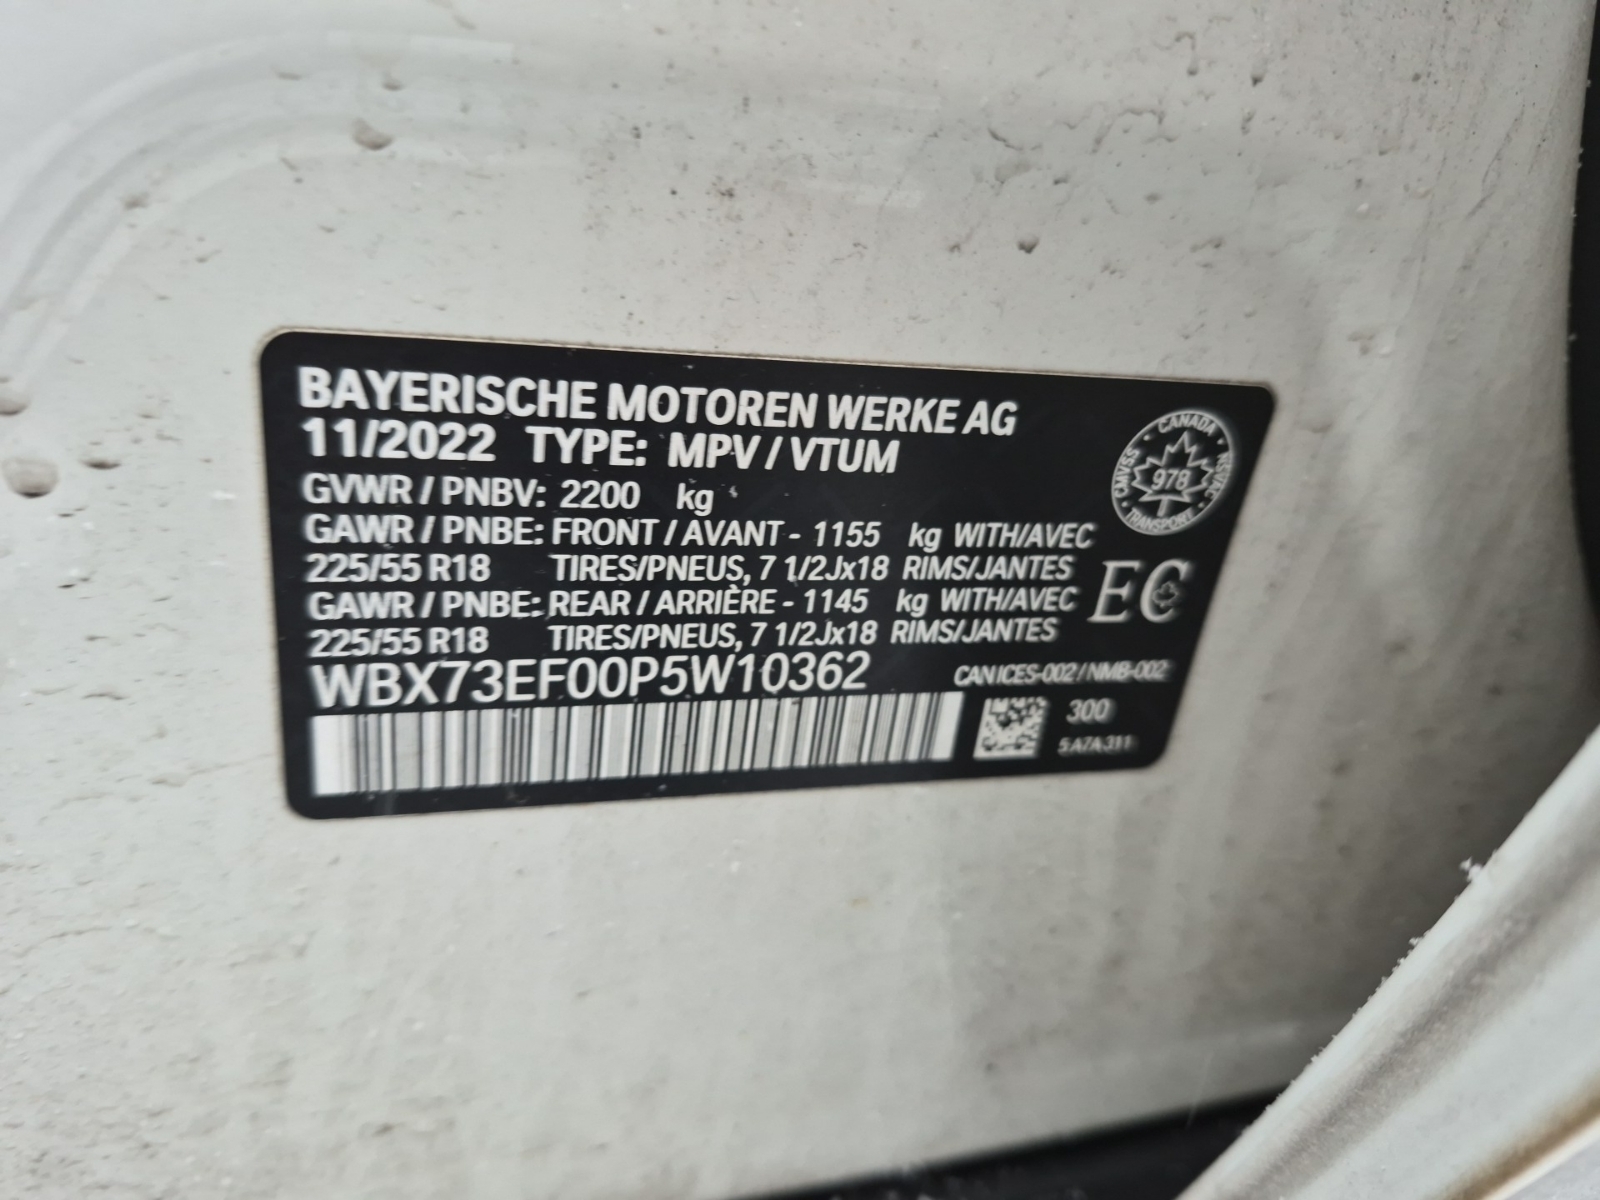 BAYERISCHE MOTOREN WERKE AG
11/2022 TYPE: MPV / VTUM
GVWR / PNBV: 2200 kg
GAWR / PNBE: FRONT / AVANT - 1155 kg WITH/AVEC
225/55 R18 TIRES/PNEUS, 7 1/2Jx18 RIMS/JANTES
GAWR / PNBE: REAR / ARRIÈRE - 1145 kg WITH/AVEC
225/55 R18 TIRES/PNEUS, 7 1/2Jx18 RIMS/JANTES
WBX73EF00P5W10362
CANADA
CMVSS 978 NSVAC
TRANSPORT
EC
CAN ICES-002 / NMB-002
300
5A7A311